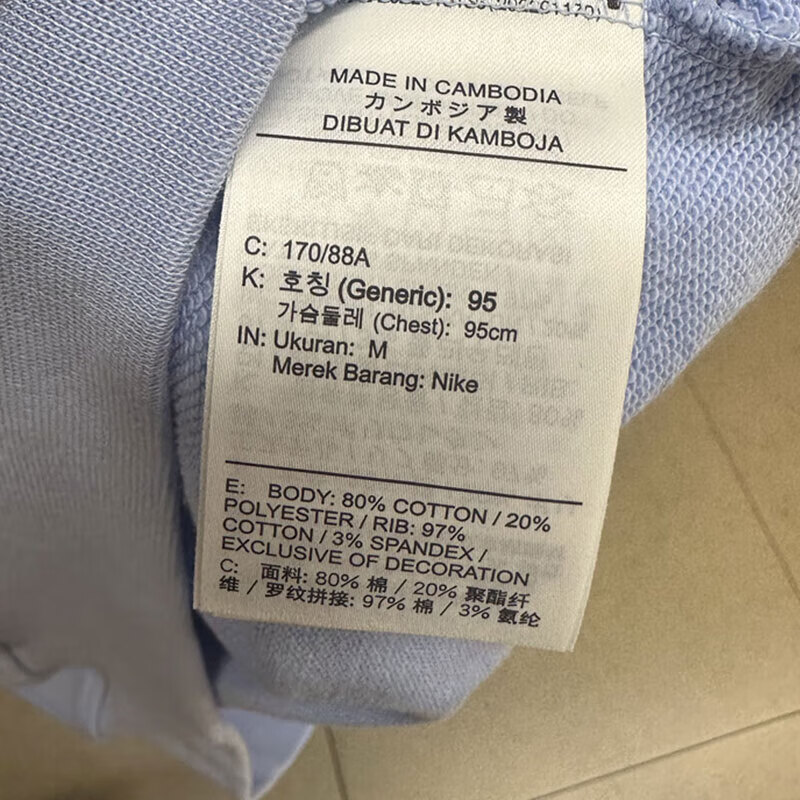 MADE IN CAMBODIA
カンボジア製
DIBUAT DI KAMBOJA
C: 170/88A
K: 호칭 (Generic): 95
가슴둘레 (Chest): 95cm
IN: Ukuran: M
Merek Barang: Nike
E: BODY: 80% COTTON / 20%
POLYESTER / RIB: 97%
COTTON / 3% SPANDEX /
EXCLUSIVE OF DECORATION
C: 面料: 80% 棉 / 20% 聚酯纤
维 / 罗纹拼接: 97% 棉 / 3% 氨纶